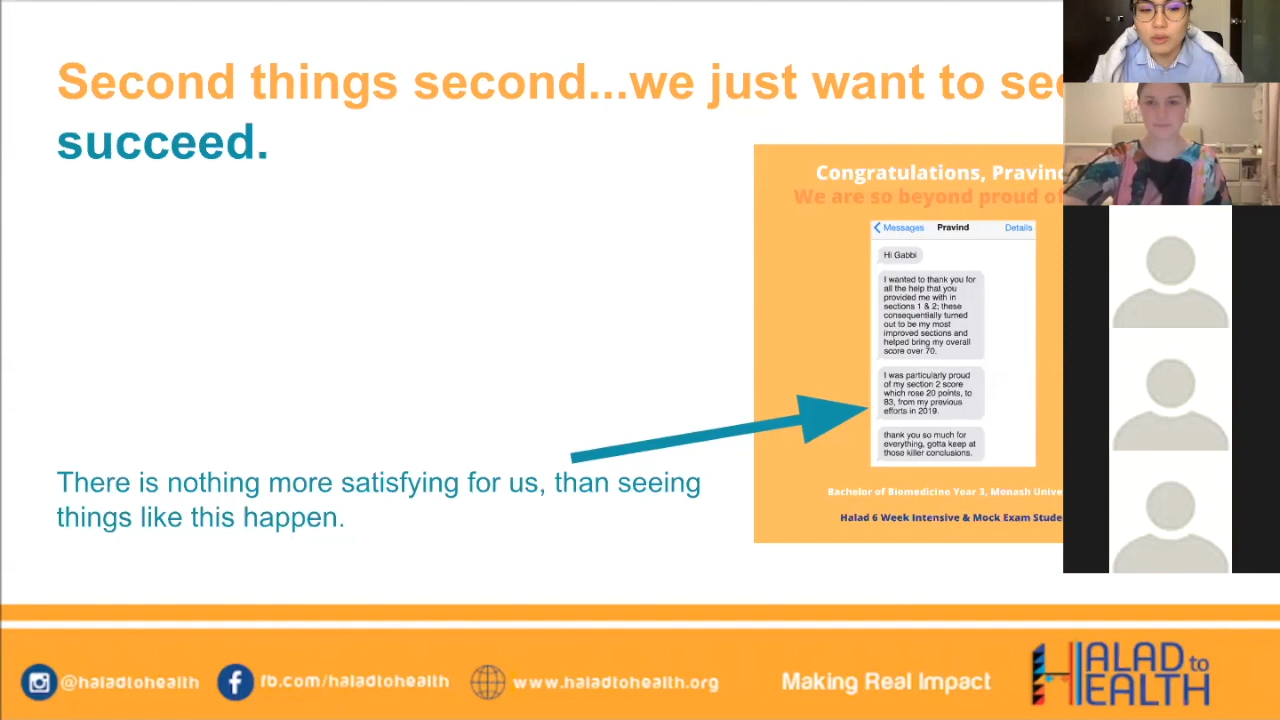 Second things second...we just want to see
succeed.
Congratulations, Pravind
We are so beyond proud of
Messages Pravind Details
Hi Gabbi
I wanted to thank you for
all the help that you
provided me with in
sections 1 & 2; these
consequentially turned
out to be my most
improved sections and
helped bring my overall
score over 70.
I was particularly proud
of my section 2 score
which rose 20 points, to
83, from my previous
efforts in 2019.
thank you so much for
everything, gotta keep at
those killer conclusions.
There is nothing more satisfying for us, than seeing
things like this happen.
Bachelor of Biomedicine Year 3, Monash
Halad 6 Week Intensive & Mock Exam
@haladtohealth
fb.com/haladtohealth
www.haladtohealth.org
Making Real Impact
HALAD to
HEALTH